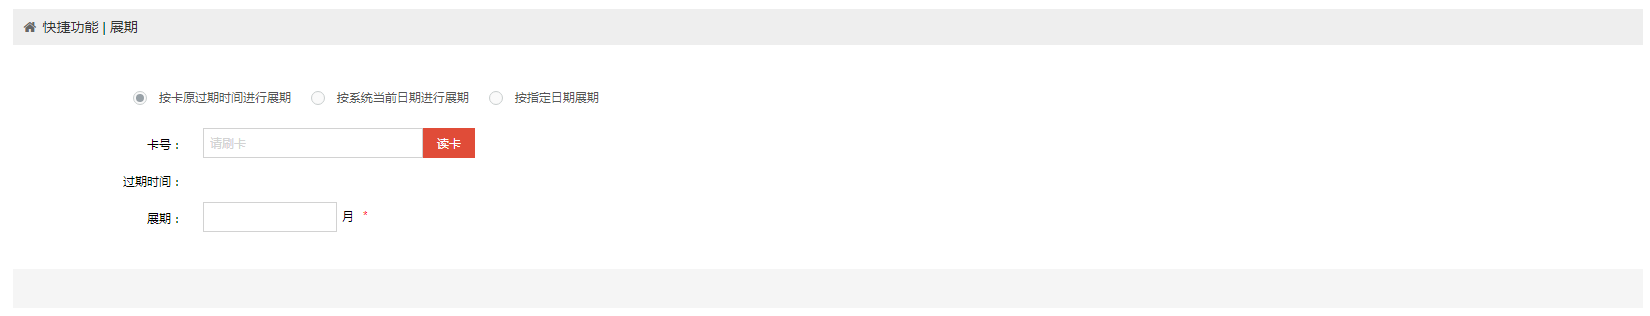 快捷功能 | 展期
按卡原过期时间进行展期 按系统当前日期进行展期 按指定日期展期
卡号： 请刷卡 读卡
过期时间：
展期： 月 *